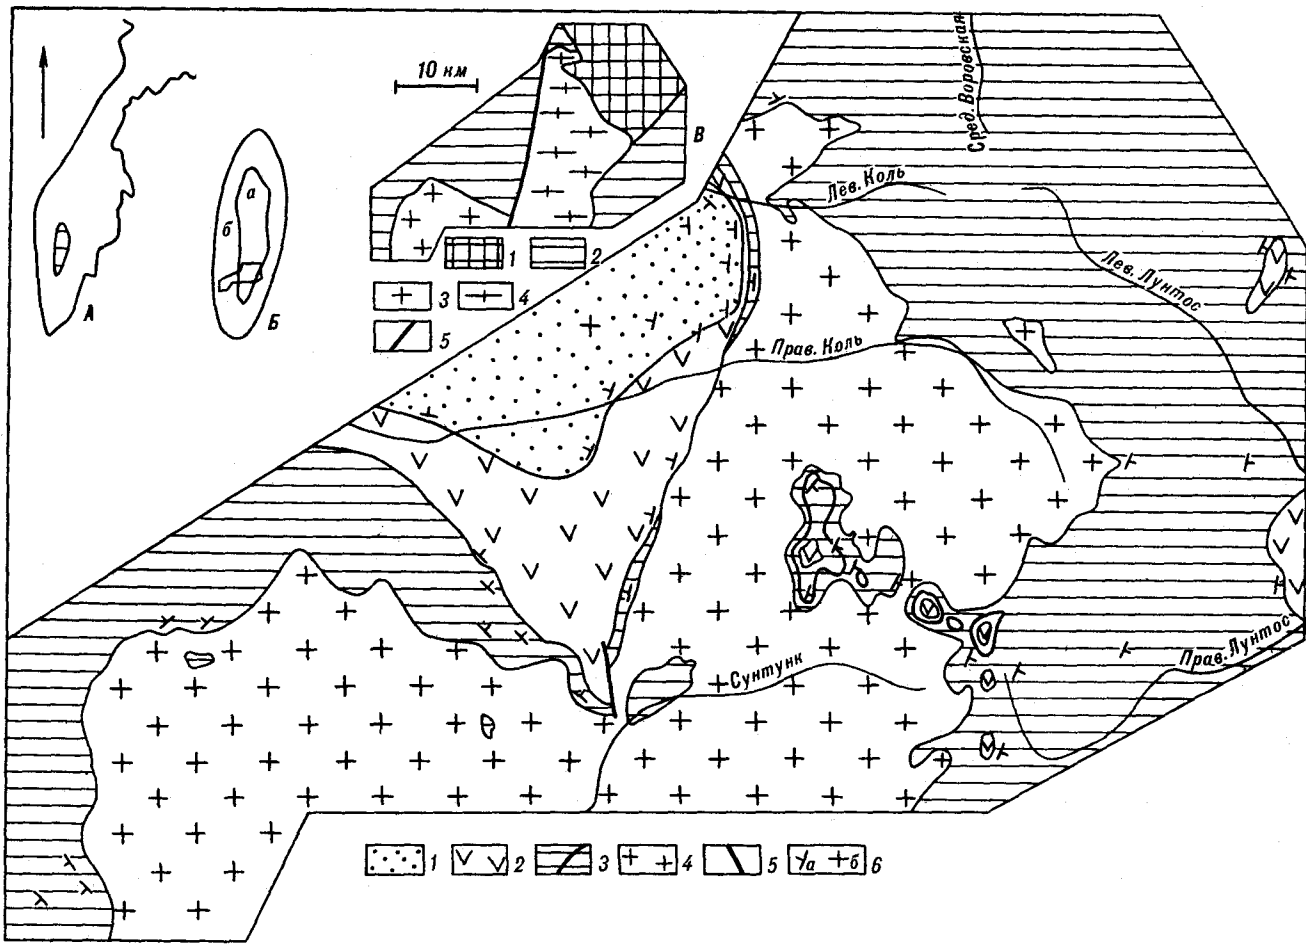 10 км
А
а
б
Б
В
1
2
3
4
5
Сред. Воровская
Лев. Коль
Лев. Лунтос
Прав. Коль
Сунтунк
Прав. Лунтос
1 2 3 4 5 а б 6